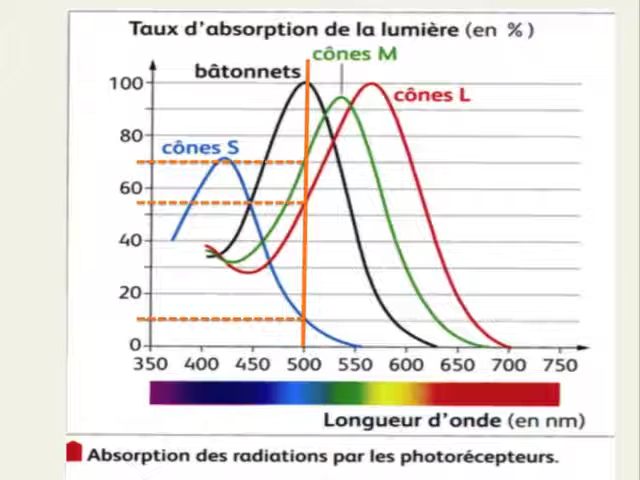 Taux d'absorption de la lumière (en %)
cônes M
bâtonnets
cônes L
cônes S
100
80
60
40
20
0
350 400 450 500 550 600 650 700 750
Longueur d'onde (en nm)
Absorption des radiations par les photorécepteurs.